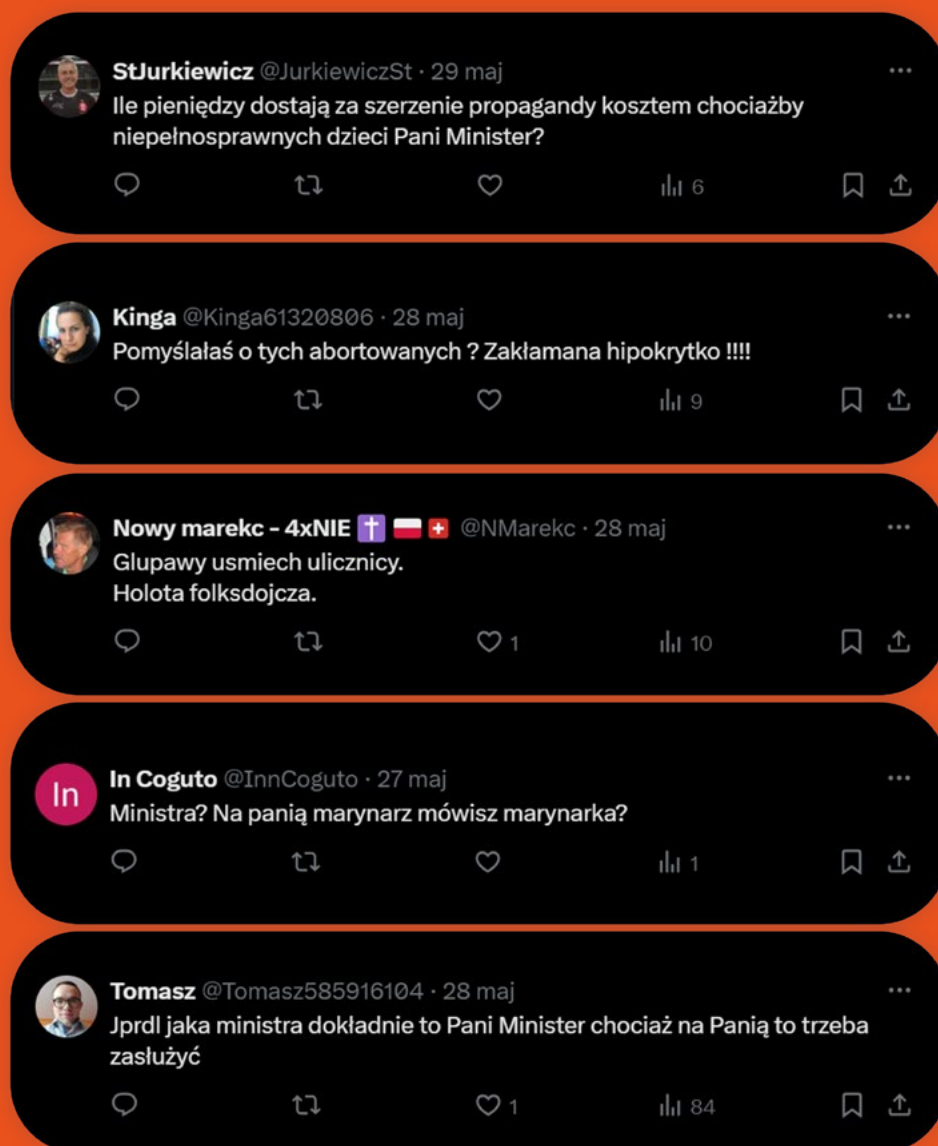 StJurkiewicz @JurkiewiczSt · 29 maj
Ile pieniędzy dostają za szerzenie propagandy kosztem chociażby
niepełnosprawnych dzieci Pani Minister?
6
Kinga @Kinga61320806 · 28 maj
Pomyślałaś o tych abortowanych ? Zakłamana hipokrytko !!!!
9
Nowy marekc - 4xNIE ✝️ 🇵🇱 🇨🇭 @NMarekc · 28 maj
Glupawy usmiech ulicznicy.
Holota folksdojcza.
1 10
In
In Coguto @InnCoguto · 27 maj
Ministra? Na panią marynarz mówisz marynarka?
1
Tomasz @Tomasz585916104 · 28 maj
Jprdl jaka ministra dokładnie to Pani Minister chociaż na Panią to trzeba
zasłużyć
1 84